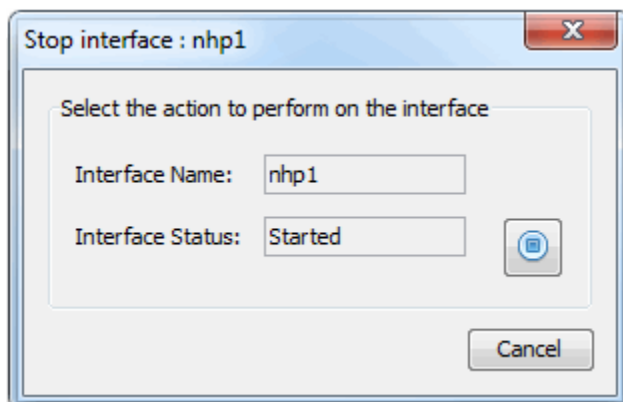 Stop interface : nhp1
Select the action to perform on the interface
Interface Name: nhp1
Interface Status: Started
Cancel